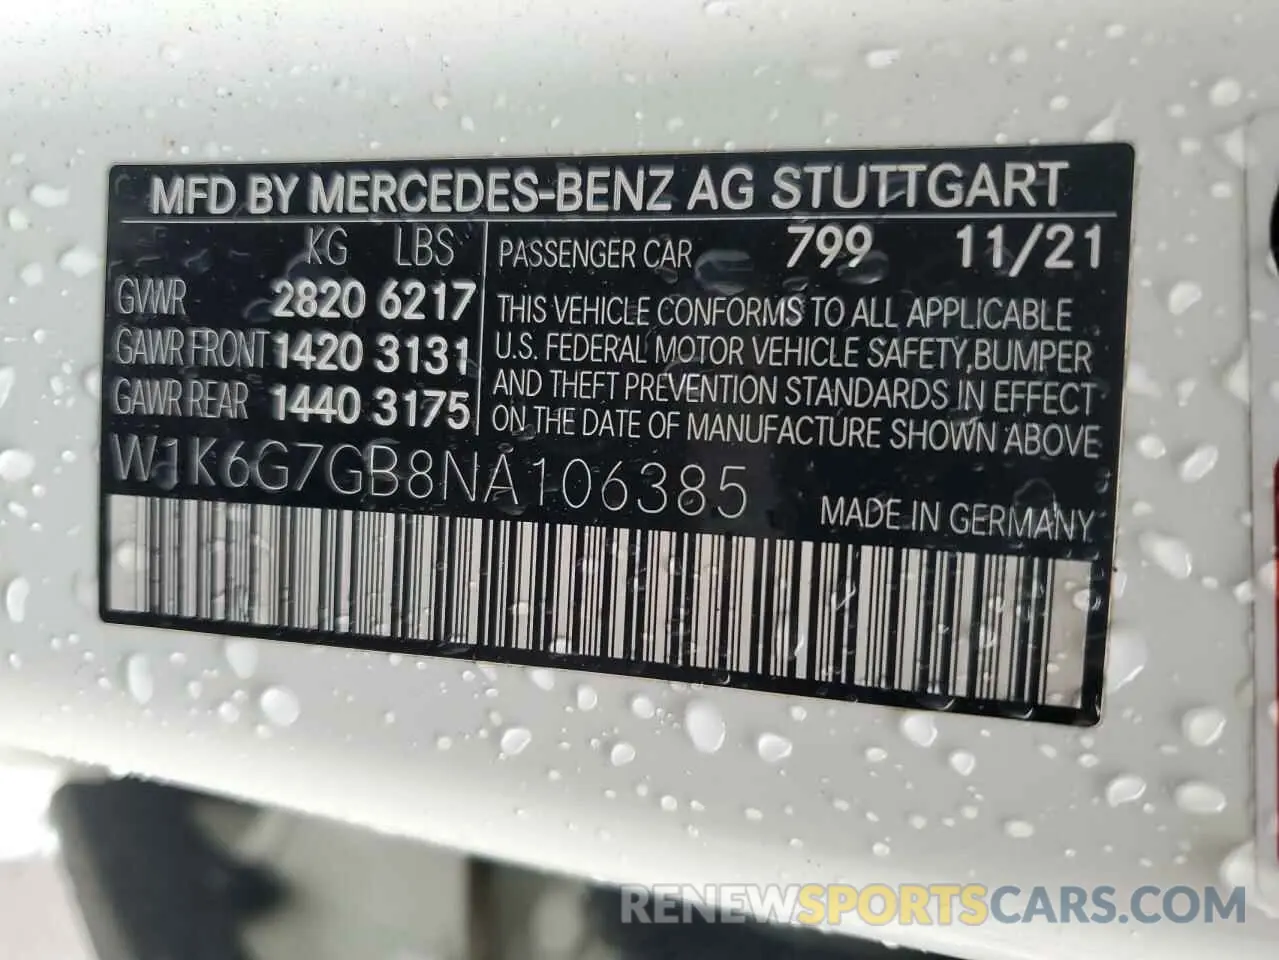 MFD BY MERCEDES-BENZ AG STUTTGART
KG LBS
GVWR 2820 6217
GAWR FRONT 1420 3131
GAWR REAR 1440 3175
PASSENGER CAR 799 11/21
THIS VEHICLE CONFORMS TO ALL APPLICABLE
U.S. FEDERAL MOTOR VEHICLE SAFETY, BUMPER
AND THEFT PREVENTION STANDARDS IN EFFECT
ON THE DATE OF MANUFACTURE SHOWN ABOVE
W1K6G7GB8NA106385
MADE IN GERMANY
RENEWSPORTSCARS.COM